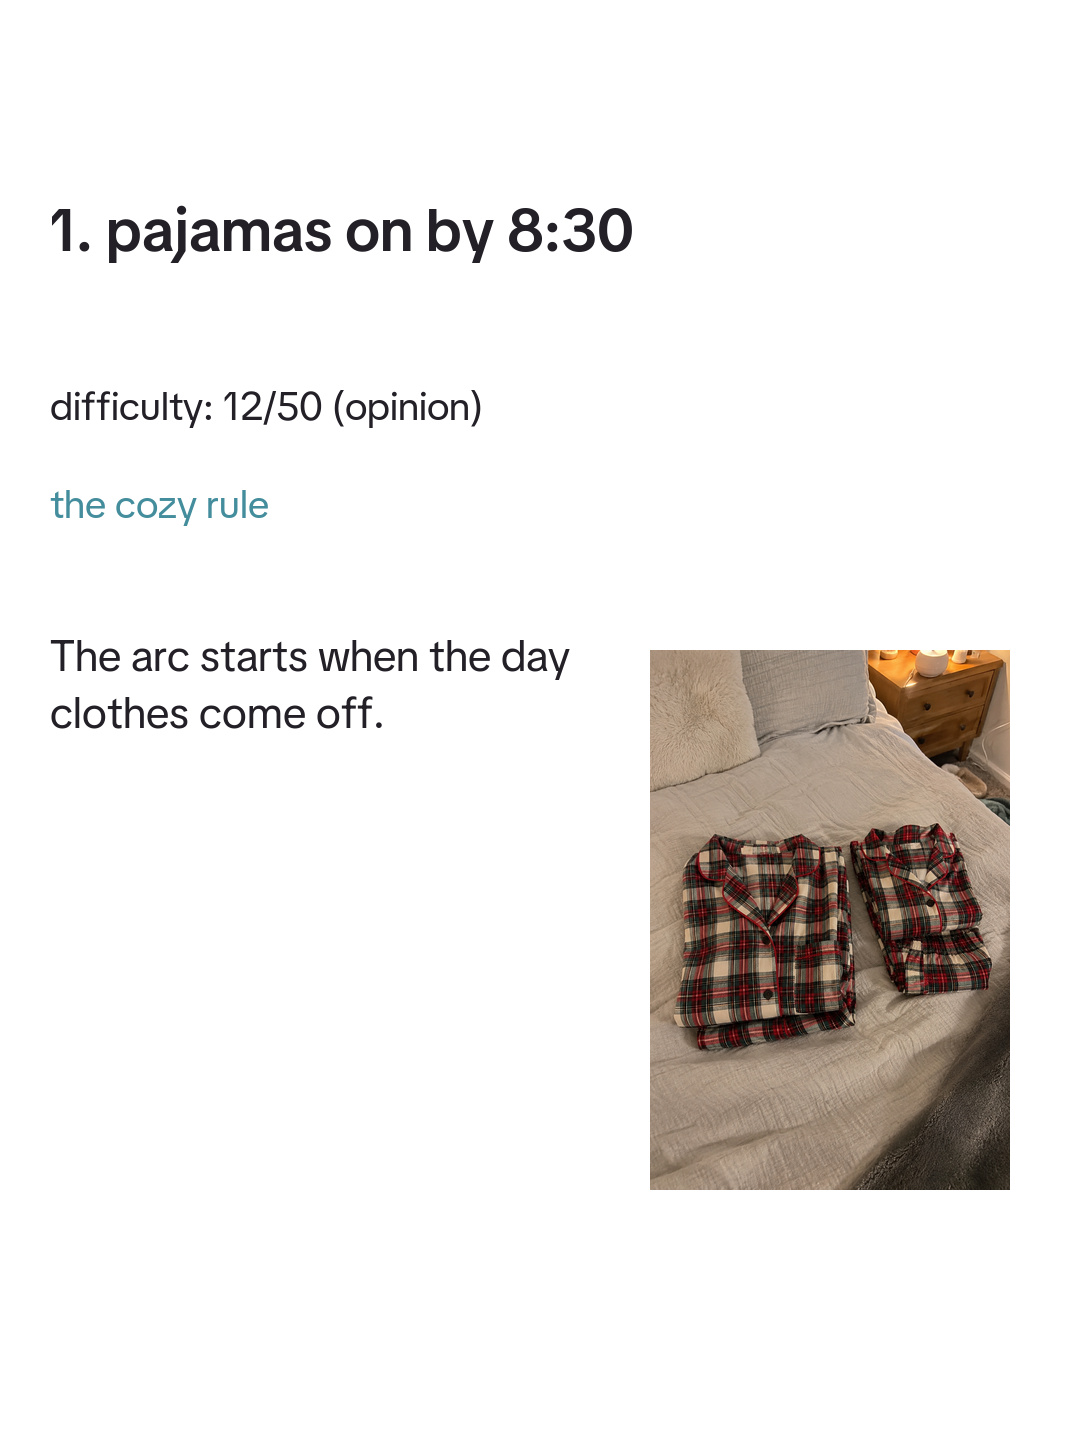 1. pajamas on by 8:30
difficulty: 12/50 (opinion)
the cozy rule
The arc starts when the day
clothes come off.